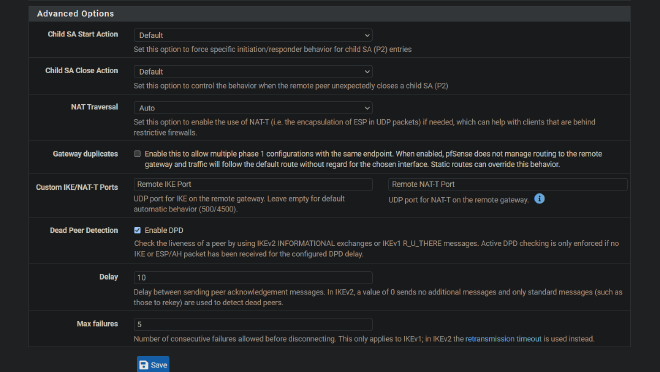 Advanced Options
Child SA Start Action
Default
Set this option to force specific initiation/responder behavior for child SA (P2) entries
Child SA Close Action
Default
Set this option to control the behavior when the remote peer unexpectedly closes a child SA (P2)
NAT Traversal
Auto
Set this option to enable the use of NAT-T (i.e. the encapsulation of ESP in UDP packets) if needed, which can help with clients that are behind
restrictive firewalls.
Gateway duplicates
Enable this to allow multiple phase 1 configurations with the same endpoint. When enabled, pfSense does not manage routing to the remote
gateway and traffic will follow the default route without regard for the chosen interface. Static routes can override this behavior.
Custom IKE/NAT-T Ports
Remote IKE Port
UDP port for IKE on the remote gateway. Leave empty for default
automatic behavior (500/4500).
Remote NAT-T Port
UDP port for NAT-T on the remote gateway.
Dead Peer Detection
Enable DPD
Check the liveness of a peer by using IKEv2 INFORMATIONAL exchanges or IKEv1 R_U_THERE messages. Active DPD checking is only enforced if no
IKE or ESP/AH packet has been received for the configured DPD delay.
Delay
10
Delay between sending peer acknowledgement messages. In IKEv2, a value of 0 sends no additional messages and only standard messages (such as
those to rekey) are used to detect dead peers.
Max failures
5
Number of consecutive failures allowed before disconnecting. This only applies to IKEv1; in IKEv2 the retransmission timeout is used instead.
Save